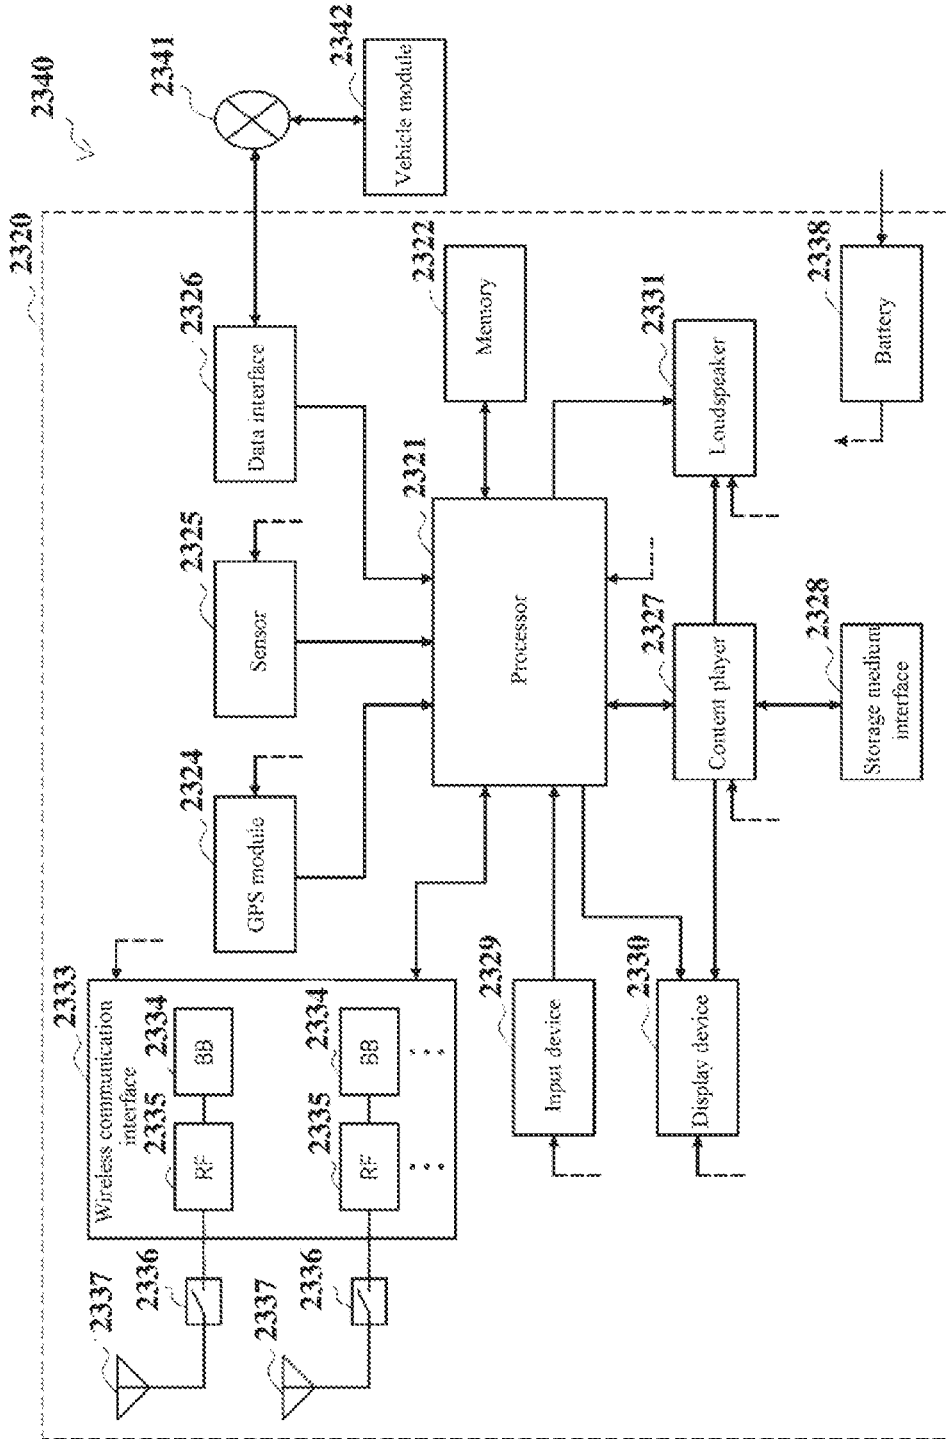 2320
2340
2333
2337
Wireless communication
interface
2336
2335
2334
2341
RF
BB
2324
2325
2326
GPS module
Sensor
Data interface
2337
2336
2335
2334
2342
RF
BB
Vehicle module
2321
2322
2329
Input device
Processor
Memory
2330
2327
2331
Display device
Content player
Loudspeaker
2328
2338
Storage medium
interface
Battery